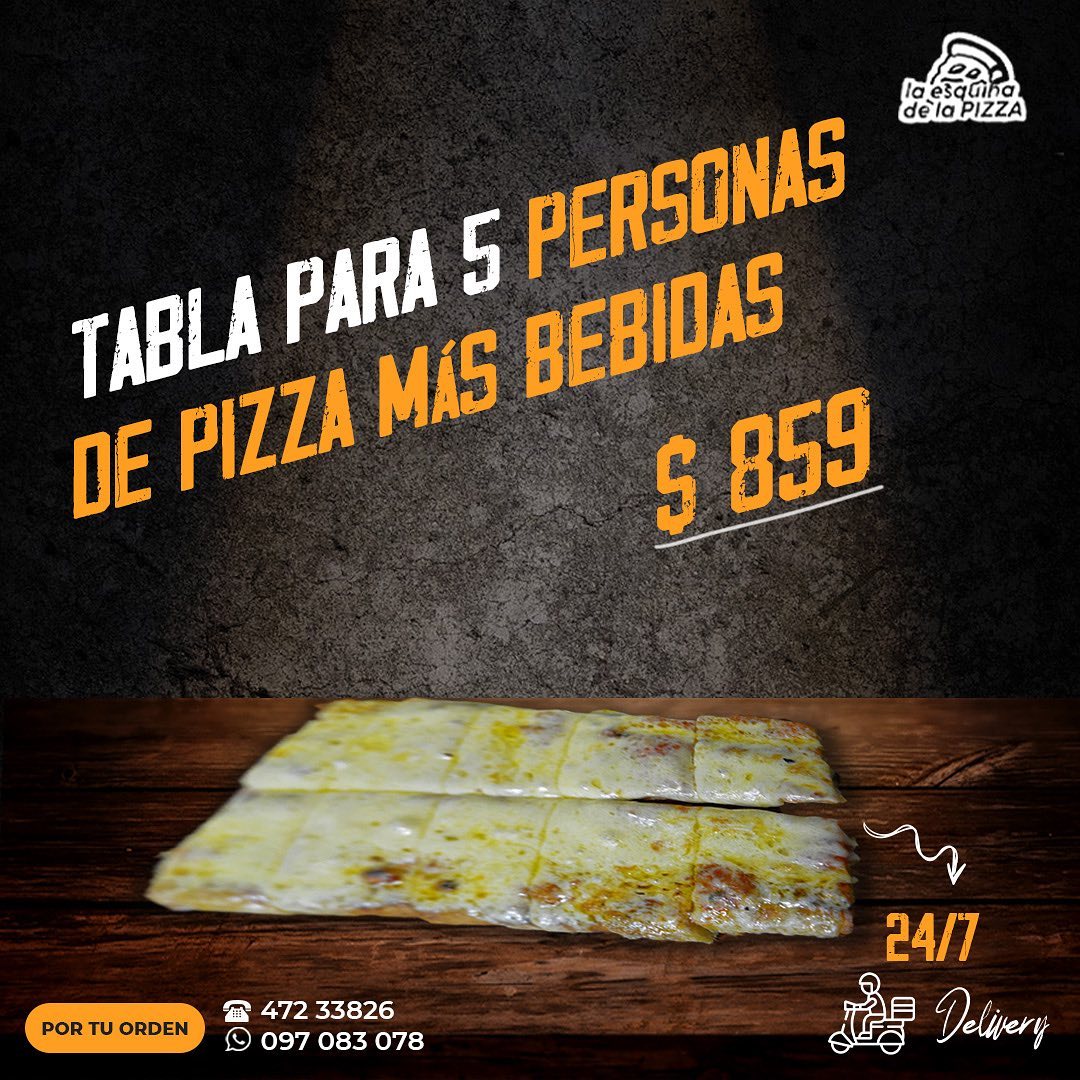 la esquina
de la PIZZA
TABLA PARA 5 PERSONAS
DE PIZZA MáS BEBIDAS
$ 859
24/7
Delivery
POR TU ORDEN
472 33826
097 083 078